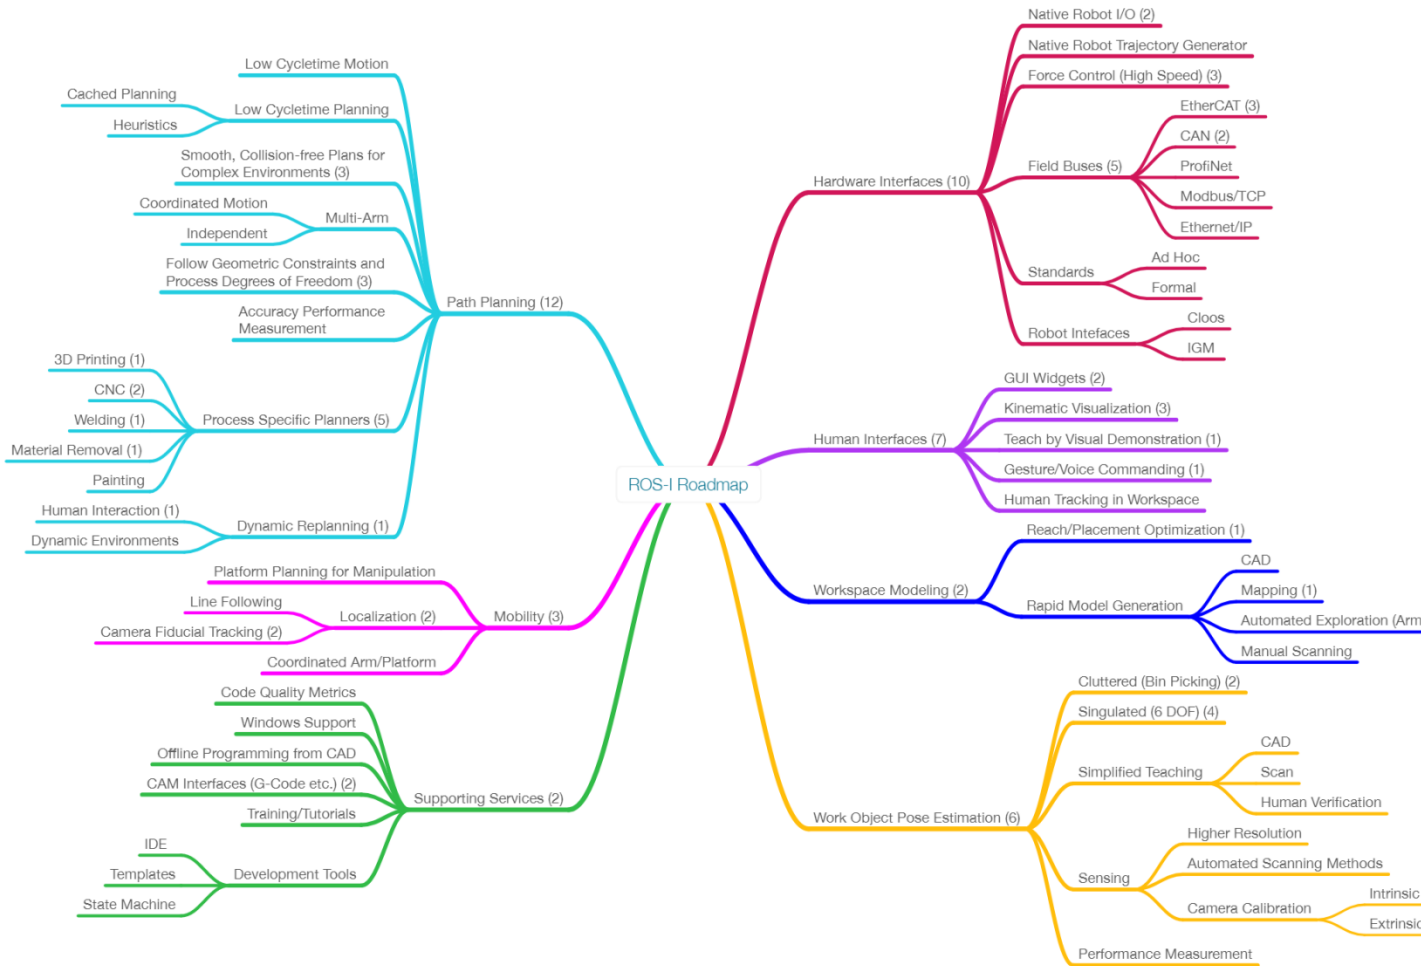 ROS-I Roadmap
Path Planning (12)
Low Cycletime Motion
Low Cycletime Planning
Cached Planning
Heuristics
Smooth, Collision-free Plans for
Complex Environments (3)
Multi-Arm
Coordinated Motion
Independent
Follow Geometric Constraints and
Process Degrees of Freedom (3)
Accuracy Performance
Measurement
Process Specific Planners (5)
3D Printing (1)
CNC (2)
Welding (1)
Material Removal (1)
Painting
Dynamic Replanning (1)
Human Interaction (1)
Dynamic Environments
Mobility (3)
Platform Planning for Manipulation
Localization (2)
Line Following
Camera Fiducial Tracking (2)
Coordinated Arm/Platform
Supporting Services (2)
Code Quality Metrics
Windows Support
Offline Programming from CAD
CAM Interfaces (G-Code etc.) (2)
Training/Tutorials
Development Tools
IDE
Templates
State Machine
Hardware Interfaces (10)
Native Robot I/O (2)
Native Robot Trajectory Generator
Force Control (High Speed) (3)
Field Buses (5)
EtherCAT (3)
CAN (2)
ProfiNet
Modbus/TCP
Ethernet/IP
Standards
Ad Hoc
Formal
Robot Intefaces
Cloos
IGM
Human Interfaces (7)
GUI Widgets (2)
Kinematic Visualization (3)
Teach by Visual Demonstration (1)
Gesture/Voice Commanding (1)
Human Tracking in Workspace
Workspace Modeling (2)
Reach/Placement Optimization (1)
Rapid Model Generation
CAD
Mapping (1)
Automated Exploration (Arm
Manual Scanning
Work Object Pose Estimation (6)
Cluttered (Bin Picking) (2)
Singulated (6 DOF) (4)
Simplified Teaching
CAD
Scan
Human Verification
Sensing
Higher Resolution
Automated Scanning Methods
Camera Calibration
Intrinsic
Extrinsic
Performance Measurement